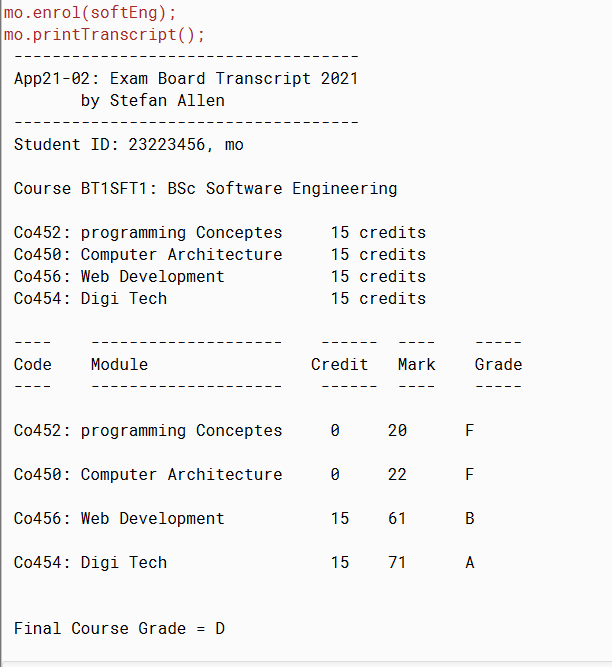 mo.enrol(softEng);
mo.printTranscript();
------------------------------------
App21-02: Exam Board Transcript 2021
by Stefan Allen
------------------------------------
Student ID: 23223456, mo
Course BT1SFT1: BSc Software Engineering
Co452: programming Conceptes     15 credits
Co450: Computer Architecture     15 credits
Co456: Web Development           15 credits
Co454: Digi Tech                 15 credits
----    --------------------    ------  ----    -----
Code    Module                 Credit   Mark    Grade
----    --------------------    ------  ----    -----
Co452: programming Conceptes     0     20      F
Co450: Computer Architecture     0     22      F
Co456: Web Development           15    61      B
Co454: Digi Tech                 15    71      A
Final Course Grade = D